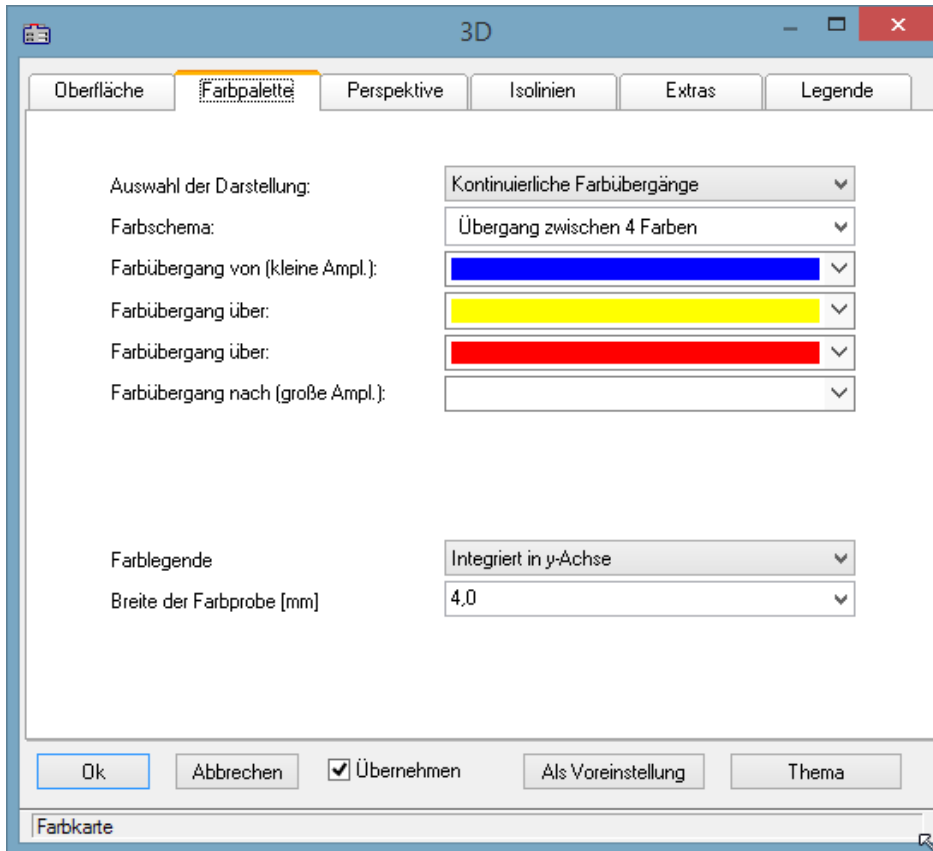 3D
Oberfläche Farbpalette Perspektive Isolinien Extras Legende
Auswahl der Darstellung: Kontinuierliche Farbübergänge
Farbschema: Übergang zwischen 4 Farben
Farbübergang von (kleine Ampl.):
Farbübergang über:
Farbübergang über:
Farbübergang nach (große Ampl.):
Farblegende Integriert in y-Achse
Breite der Farbprobe [mm] 4,0
Ok Abbrechen Übernehmen Als Voreinstellung Thema
Farbkarte